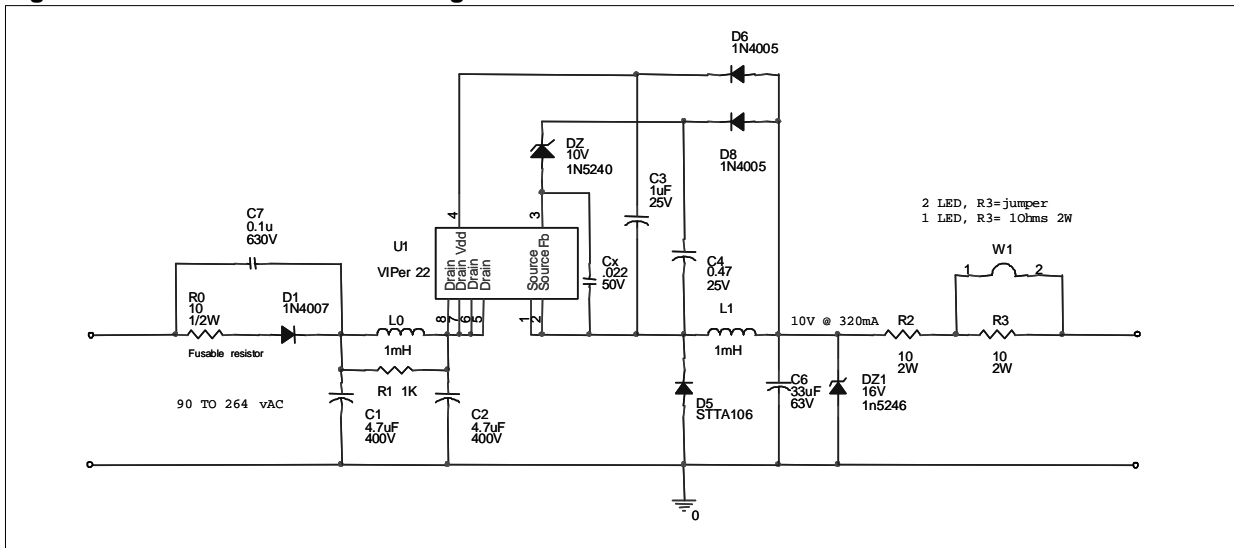 D6
1N4005
D8
1N4005
DZ
10V
1N5240
C3
1uF
25V
4
3
C7
0.1u
630V
U1
VIPer 22
Vdd
Fb
Drain
Drain
Drain
Drain
Source
Source
8
7
6
5
1
2
Cx
.022
50V
C4
0.47
25V
2 LED, R3=jumper
1 LED, R3= 1Ohms 2W
W1
1
2
R0
10
1/2W
Fusable resistor
D1
1N4007
L0
1mH
R1 1K
L1
1mH
10V @ 320mA
R2
10
2W
R3
10
2W
90 TO 264 vAC
C1
4.7uF
400V
C2
4.7uF
400V
D5
STTA106
C6
33uF
63V
DZ1
16V
1n5246
0